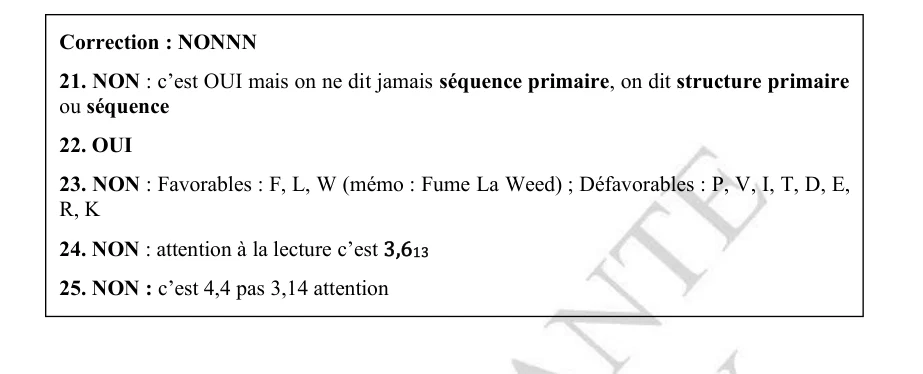 Correction : NONNN
21. NON : c’est OUI mais on ne dit jamais séquence primaire, on dit structure primaire
ou séquence
22. OUI
23. NON : Favorables : F, L, W (mémo : Fume La Weed) ; Défavorables : P, V, I, T, D, E,
R, K
24. NON : attention à la lecture c’est 3,6₁₃
25. NON : c’est 4,4 pas 3,14 attention
ANTE